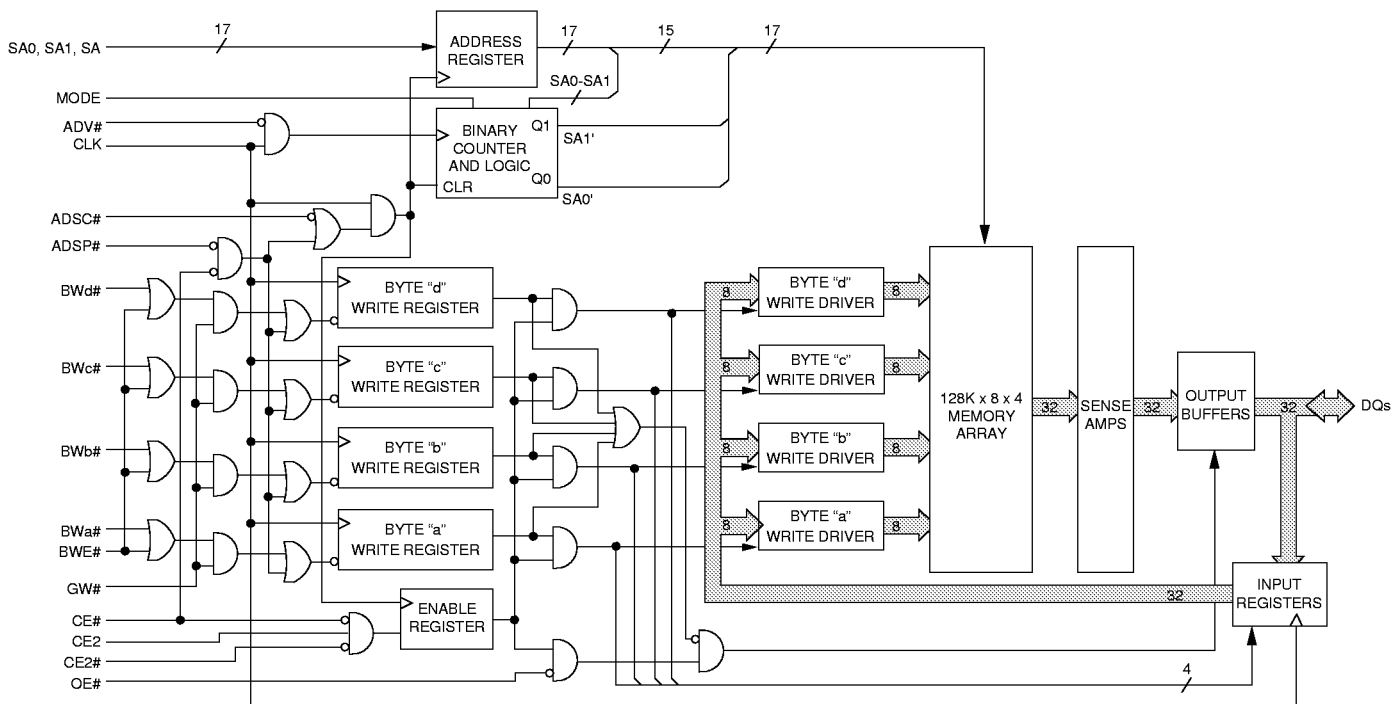 17
17
15
17
SA0, SA1, SA
ADDRESS
REGISTER
SA0-SA1
MODE
ADV#
CLK
BINARY
COUNTER
AND LOGIC
Q1
Q0
CLR
SA1'
SA0'
ADSC#
ADSP#
BWd#
BYTE "d"
WRITE REGISTER
8
BYTE "d"
WRITE DRIVER
8
BWc#
BYTE "c"
WRITE REGISTER
8
BYTE "c"
WRITE DRIVER
8
128K x 8 x 4
MEMORY
ARRAY
32
SENSE
AMPS
32
OUTPUT
BUFFERS
32
DQs
BWb#
BYTE "b"
WRITE REGISTER
8
BYTE "b"
WRITE DRIVER
8
BWa#
BWE#
BYTE "a"
WRITE REGISTER
8
BYTE "a"
WRITE DRIVER
8
GW#
CE#
CE2
CE2#
OE#
ENABLE
REGISTER
32
INPUT
REGISTERS
4